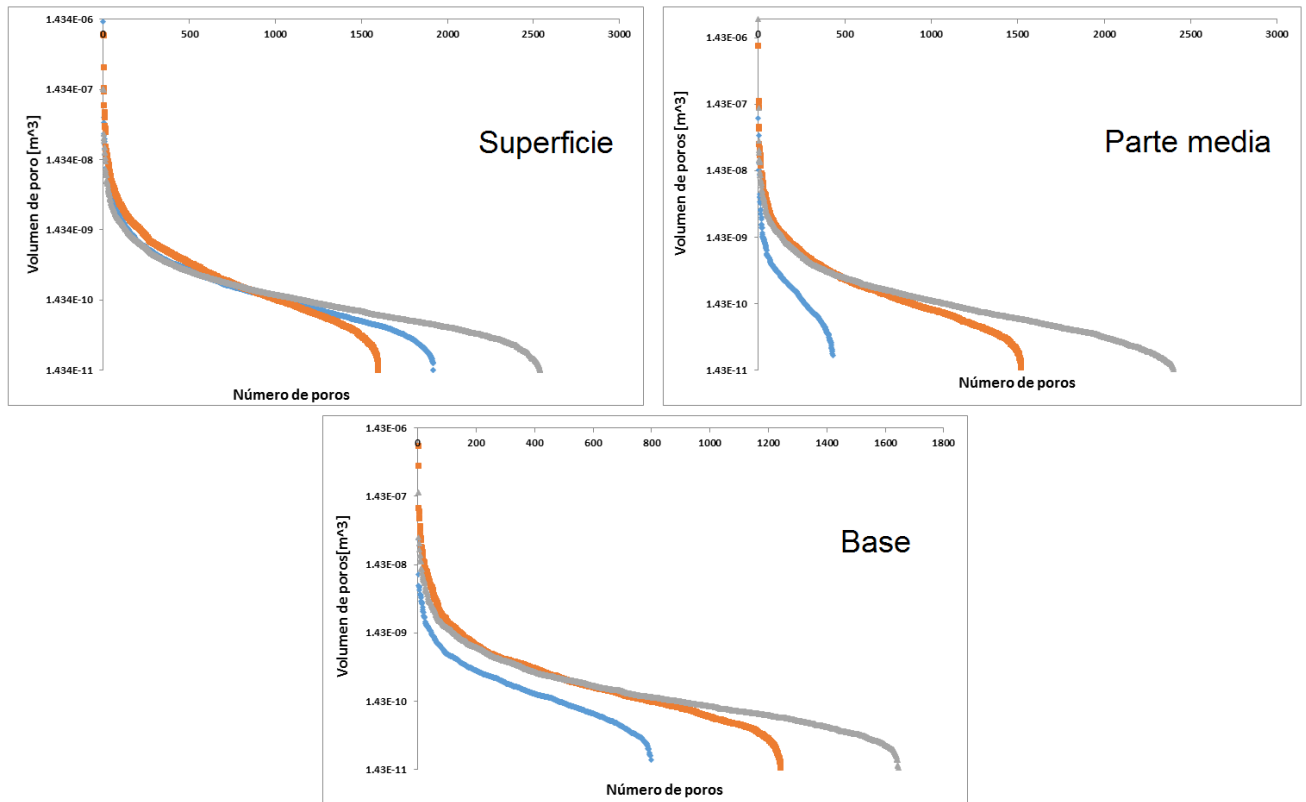 1.434E-06
0 500 1000 1500 2000 2500 3000
1.434E-07
1.434E-08
1.434E-09
1.434E-10
1.434E-11
Volumen de poro [m^3]
Superficie
Número de poros
1.43E-06
0 500 1000 1500 2000 2500 3000
1.43E-07
1.43E-08
1.43E-09
1.43E-10
1.43E-11
Volumen de poros [m^3]
Parte media
Número de poros
1.43E-06
0 200 400 600 800 1000 1200 1400 1600 1800
1.43E-07
1.43E-08
1.43E-09
1.43E-10
1.43E-11
Volumen de poros[m^3]
Base
Número de poros